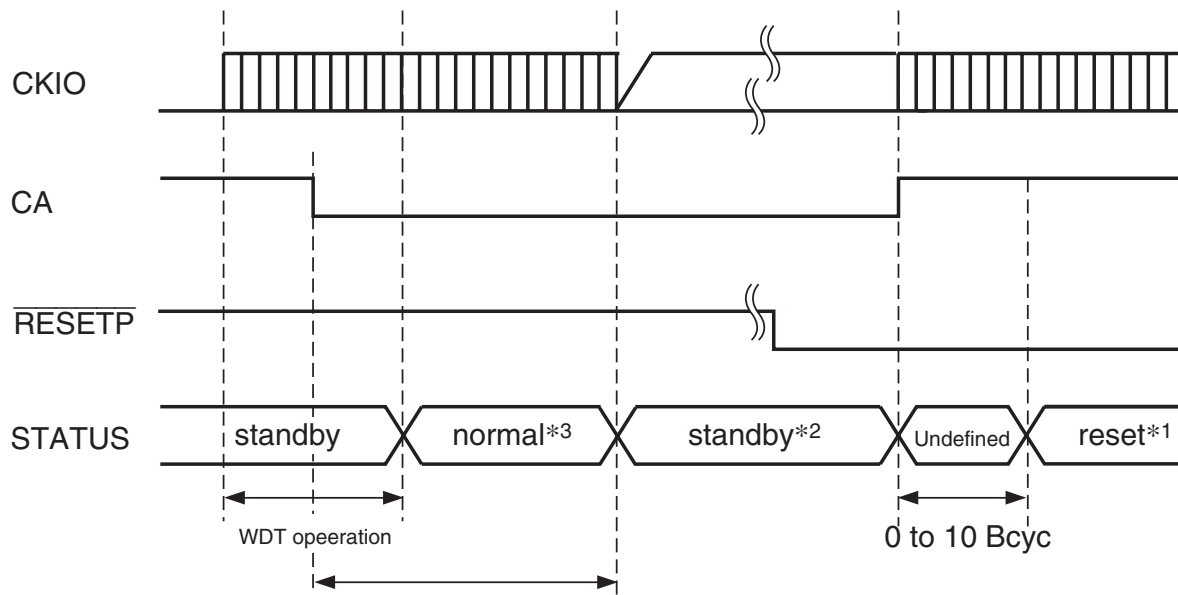 CKIO
CA
RESETP
STATUS
standby
normal*3
standby*2
Undefined
reset*1
WDT opeeration
0 to 10 Bcyc